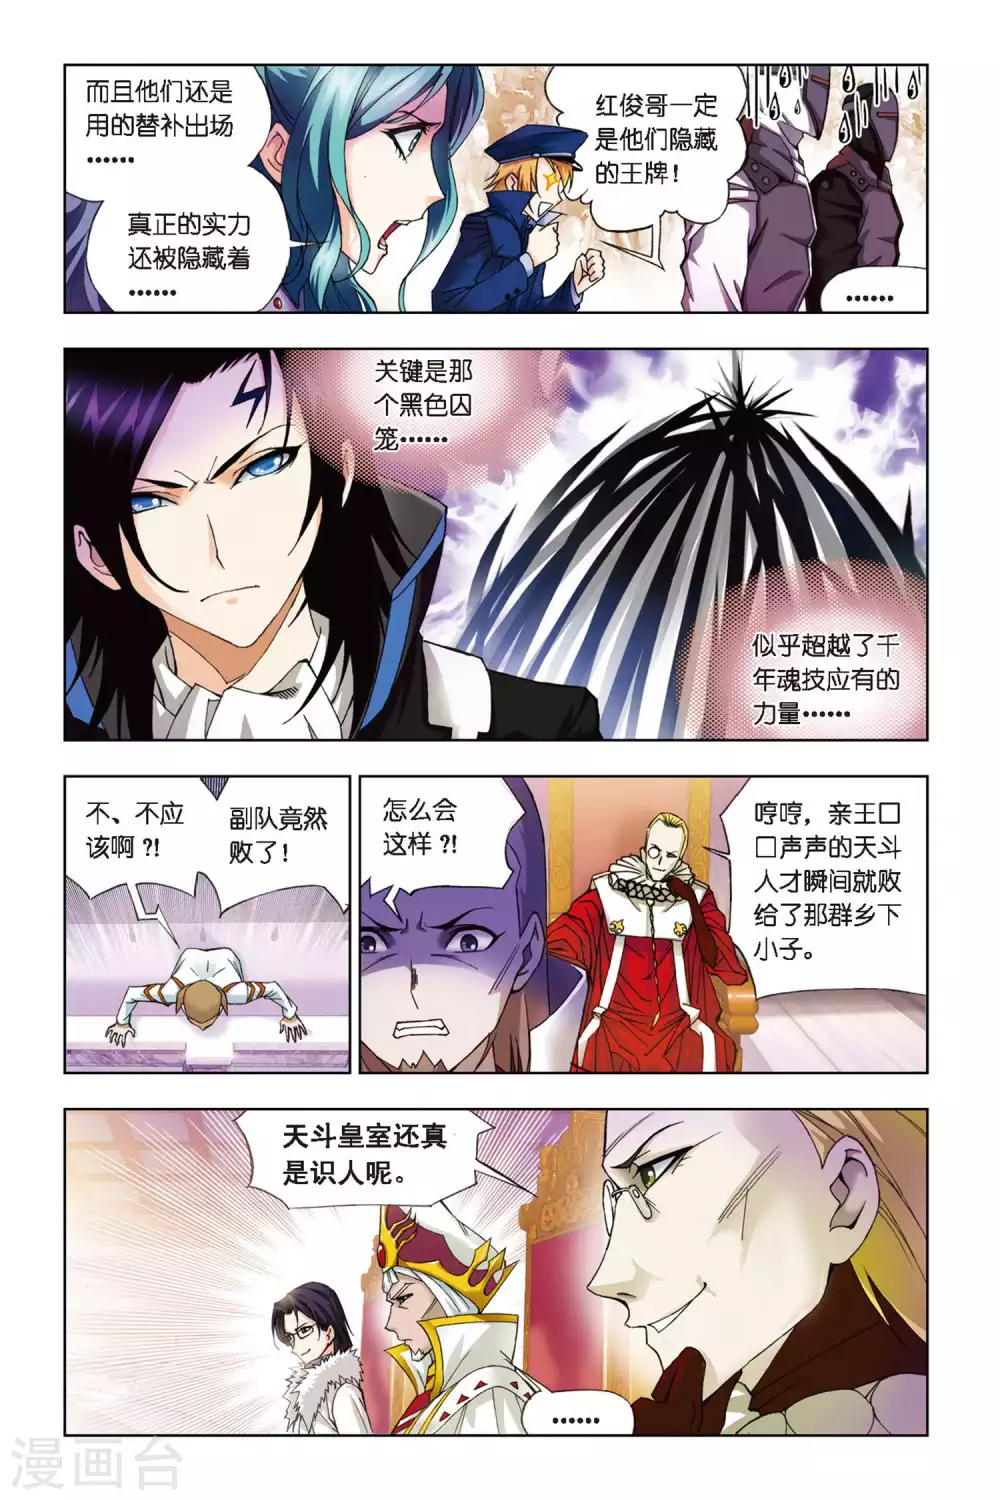 而且他们还是
用的替补出场
……
真正的实力
还被隐藏着
……
红俊哥一定
是他们隐藏
的王牌！
……
关键是那
个黑色囚
笼……
似乎超越了千
年魂技应有的
力量……
不、不应
该啊?!
副队竟然
败了！
怎么会
这样?!
哼哼，亲王口
口声声的天斗
人才瞬间就败
给了那群乡下
小子。
天斗皇室还真
是识人呢。
……
漫画台